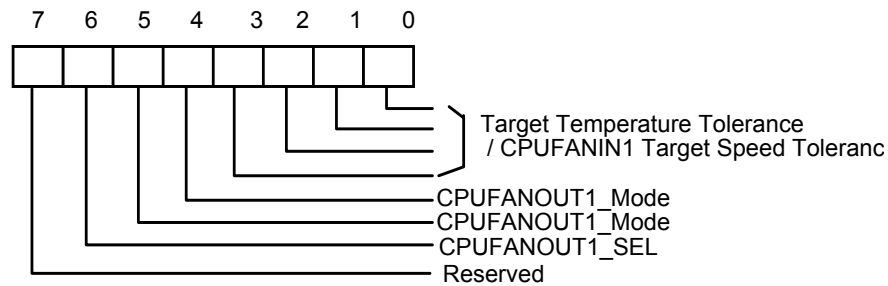 7 6 5 4 3 2 1 0
Target Temperature Tolerance
/ CPUFANIN1 Target Speed Toleranc
CPUFANOUT1_Mode
CPUFANOUT1_Mode
CPUFANOUT1_SEL
Reserved